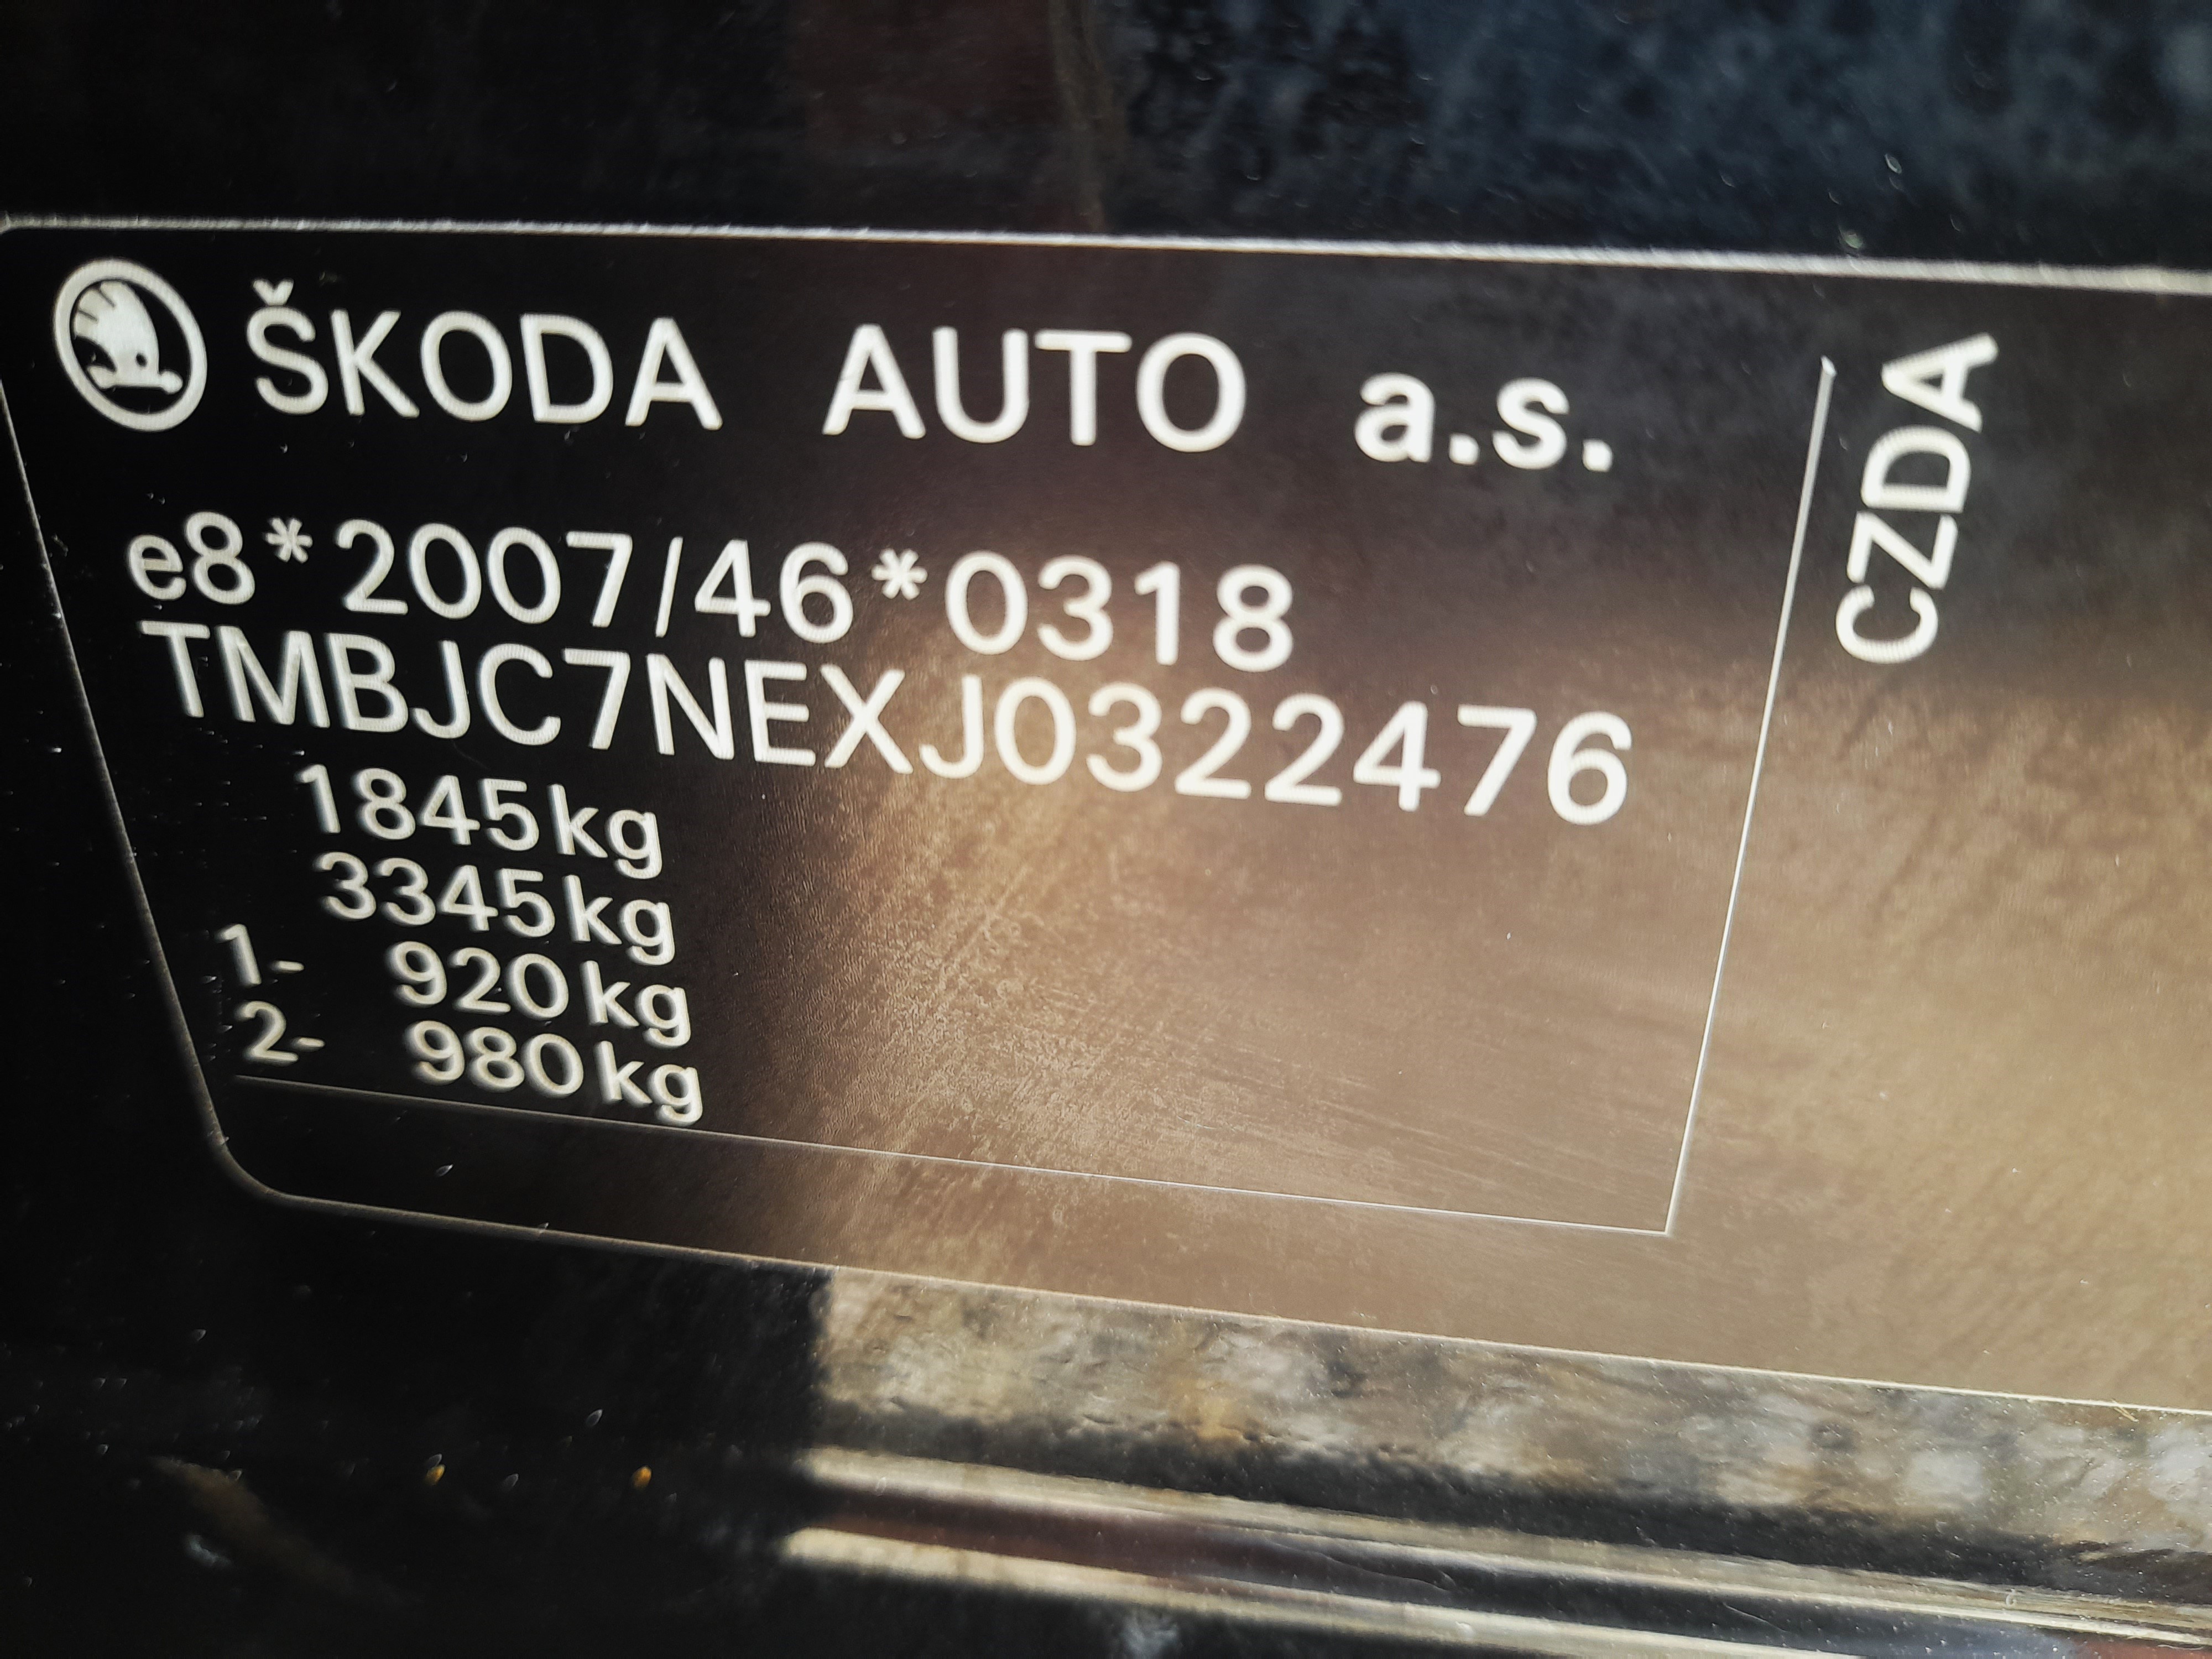 ŠKODA AUTO a.s.
e8*2007/46*0318
TMBJC7NEXJ0322476
1845kg
3345kg
1- 920kg
2- 980kg
CZDA